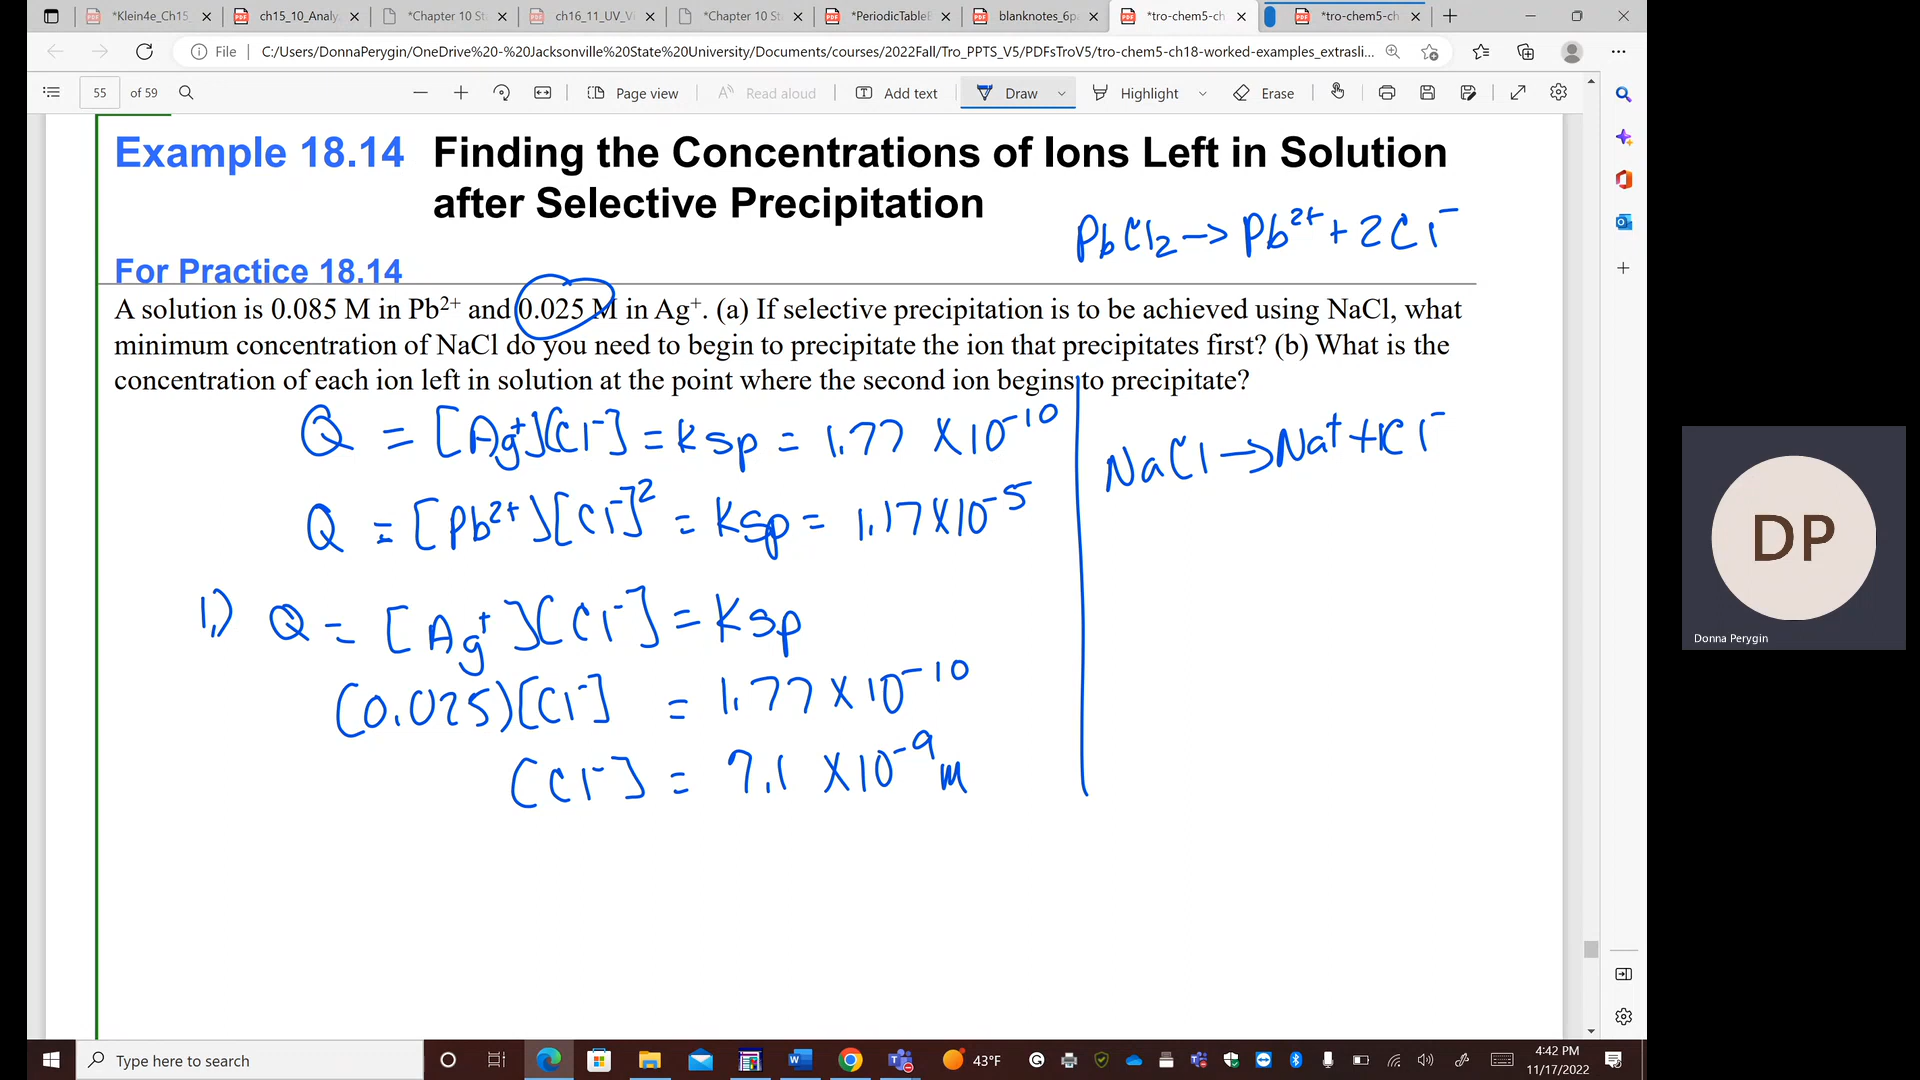 *Klein4e_Ch15_ ch15_10_Analy *Chapter 10 St ch16_11_UV_Vi *Chapter 10 St *PeriodicTableE blanknotes_6pa *tro-chem5-ch *tro-chem5-ch
File C:/Users/DonnaPerygin/OneDrive%20-%20Jacksonville%20State%20University/Documents/courses/2022Fall/Tro_PPTS_V5/PDFsTroV5/tro-chem5-ch18-worked-examples_extrasli...
55 of 59 Page view Read aloud Add text Draw Highlight Erase
Example 18.14 Finding the Concentrations of Ions Left in Solution
after Selective Precipitation
PbCl₂ → Pb²⁺ + 2Cl⁻
For Practice 18.14
A solution is 0.085 M in Pb²⁺ and 0.025 M in Ag⁺. (a) If selective precipitation is to be achieved using NaCl, what
minimum concentration of NaCl do you need to begin to precipitate the ion that precipitates first? (b) What is the
concentration of each ion left in solution at the point where the second ion begins to precipitate?
Q = [Ag⁺][Cl⁻] = Ksp = 1.77 X10⁻¹⁰
NaCl → Na⁺ + Cl⁻
Q = [Pb²⁺][Cl⁻]² = Ksp = 1.17X10⁻⁵
1.) Q = [Ag⁺][Cl⁻] = Ksp
(0.025)[Cl⁻] = 1.77 X 10⁻¹⁰
[Cl⁻] = 7.1 X10⁻⁹ M
DP
Donna Perygin
Type here to search
43°F
4:42 PM
11/17/2022